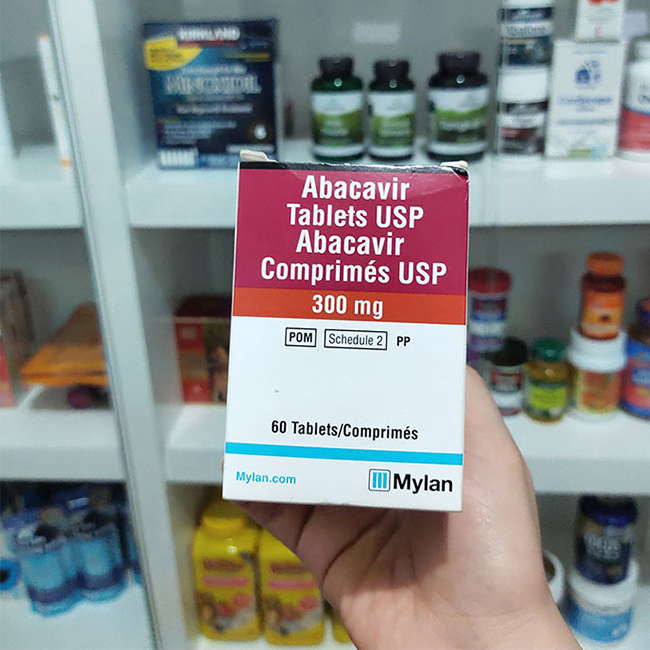 KIRKLAND
MINOXIDIL
Abacavir
Tablets USP
Abacavir
Comprimés USP
300 mg
POM Schedule 2 PP
60 Tablets/Comprimés
Mylan.com
Mylan